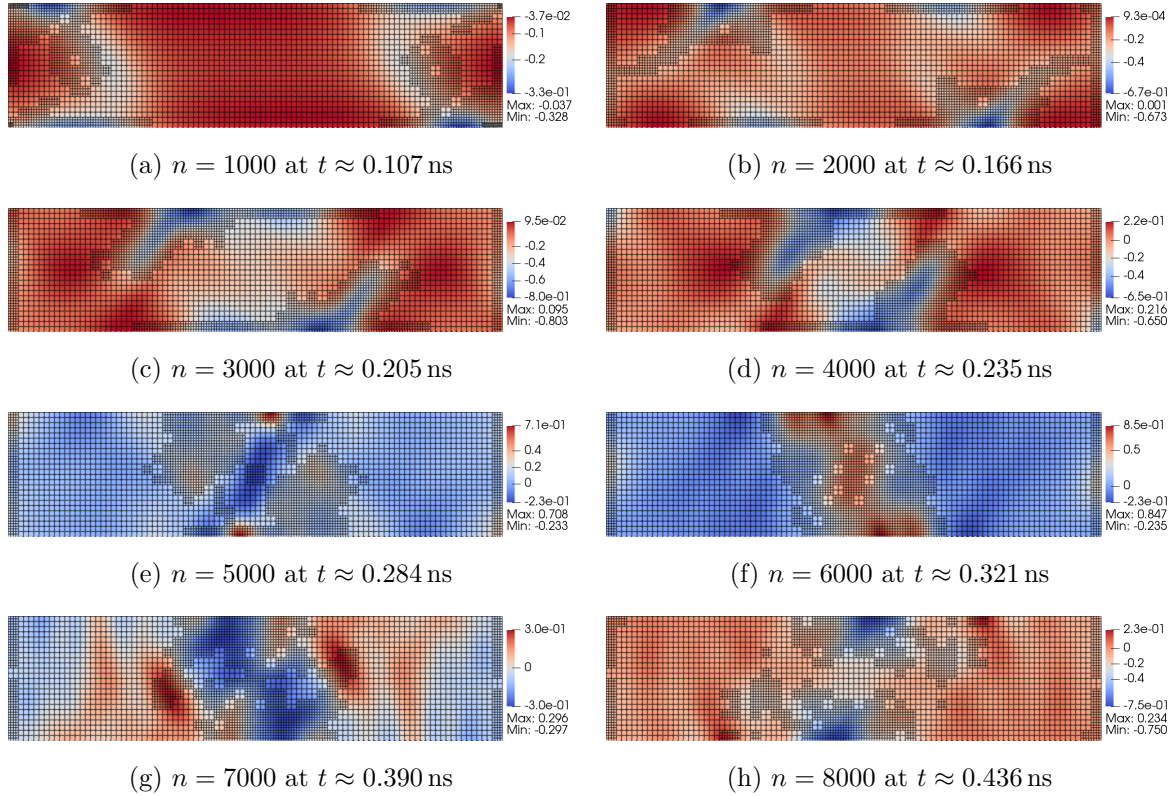 -3.7e-02
-0.1
-0.2
-3.3e-01
Max: -0.037
Min: -0.328
(a) n = 1000 at t ≈ 0.107 ns
9.3e-04
-0.2
-0.4
-6.7e-01
Max: 0.001
Min: -0.673
(b) n = 2000 at t ≈ 0.166 ns
9.5e-02
-0.2
-0.4
-0.6
-8.0e-01
Max: 0.095
Min: -0.803
(c) n = 3000 at t ≈ 0.205 ns
2.2e-01
0
-0.2
-0.4
-6.5e-01
Max: 0.216
Min: -0.650
(d) n = 4000 at t ≈ 0.235 ns
7.1e-01
0.4
0.2
0
-2.3e-01
Max: 0.708
Min: -0.233
(e) n = 5000 at t ≈ 0.284 ns
8.5e-01
0.5
0
-2.3e-01
Max: 0.847
Min: -0.235
(f) n = 6000 at t ≈ 0.321 ns
3.0e-01
0
-3.0e-01
Max: 0.296
Min: -0.297
(g) n = 7000 at t ≈ 0.390 ns
2.3e-01
0
-0.2
-0.4
-7.5e-01
Max: 0.234
Min: -0.750
(h) n = 8000 at t ≈ 0.436 ns